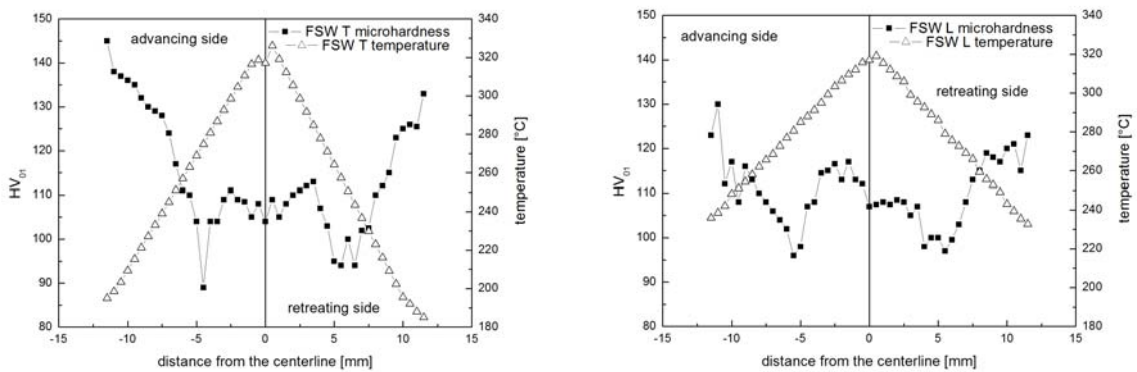 150
340
FSW T microhardness
FSW T temperature
advancing side
140
320
130
300
120
280
110
260
100
240
90
220
200
80
180
retreating side
HV01
temperature [°C]
-15 -10 -5 0 5 10 15
distance from the centerline [mm]
150
340
FSW L microhardness
FSW L temperature
advancing side
140
320
retreating side
130
300
120
280
110
260
100
240
90
220
200
80
180
HV01
temperature [°C]
-15 -10 -5 0 5 10 15
distance from the centerline [mm]